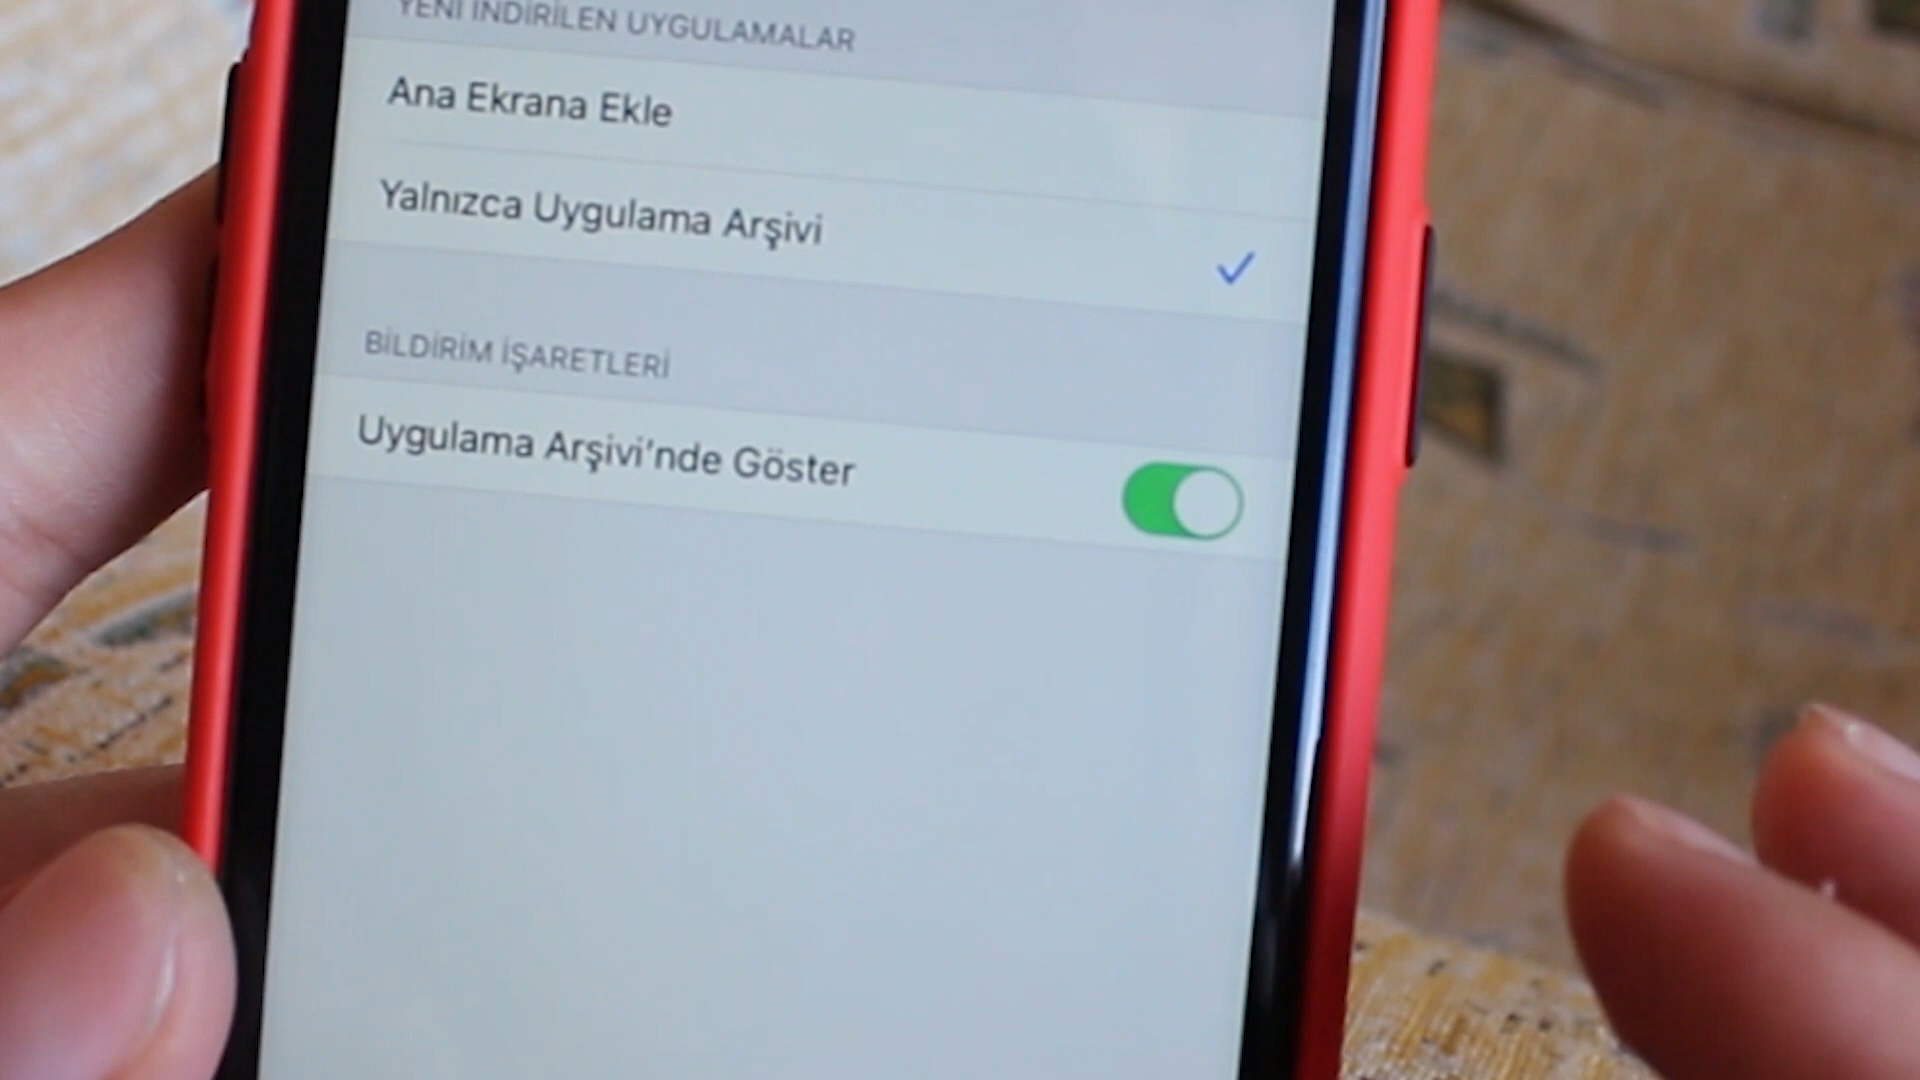 YENİ İNDİRİLEN UYGULAMALAR
Ana Ekrana Ekle
Yalnızca Uygulama Arşivi
BİLDİRİM İŞARETLERİ
Uygulama Arşivi'nde Göster